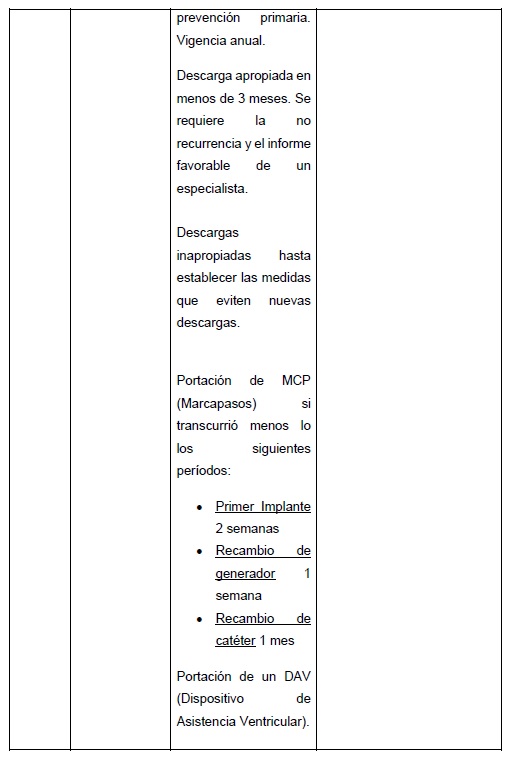 prevención primaria.
Vigencia anual.
Descarga apropiada en
menos de 3 meses. Se
requiere la no
recurrencia y el informe
favorable de un
especialista.
Descargas
inapropiadas hasta
establecer las medidas
que eviten nuevas
descargas.
Portación de MCP
(Marcapasos) si
transcurrió menos lo
los siguientes
períodos:
• Primer Implante
2 semanas
• Recambio de
generador 1
semana
• Recambio de
catéter 1 mes
Portación de un DAV
(Dispositivo de
Asistencia Ventricular).